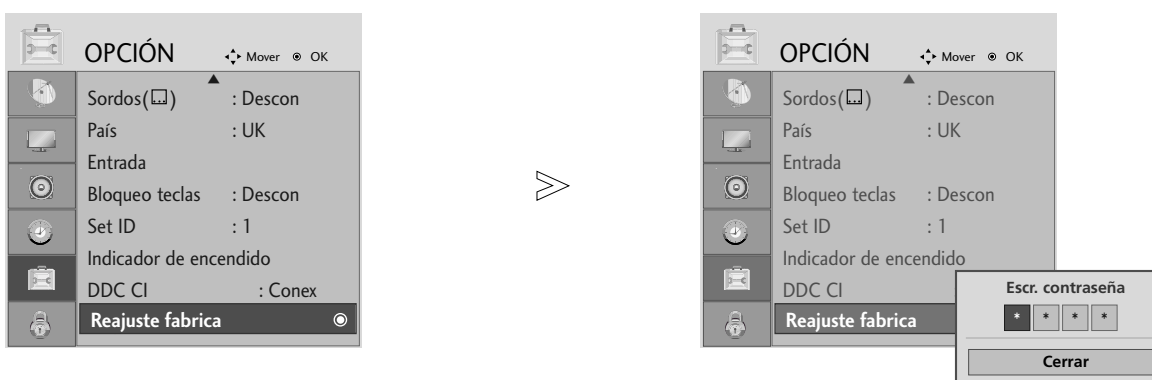 OPCIÓN Mover OK
Sordos( ) : Descon
País : UK
Entrada
Bloqueo teclas : Descon
Set ID : 1
Indicador de encendido
DDC CI : Conex
Reajuste fabrica
OPCIÓN Mover OK
Sordos( ) : Descon
País : UK
Entrada
Bloqueo teclas : Descon
Set ID : 1
Indicador de encendido
DDC CI
Reajuste fabrica
Escr. contraseña
* * * *
Cerrar